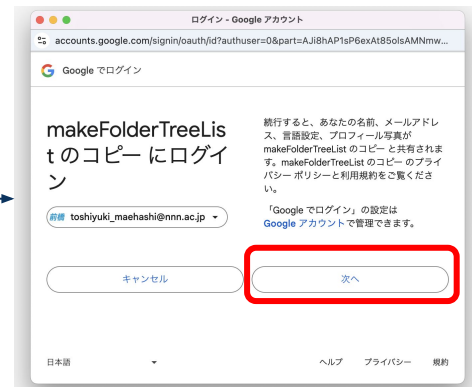 ログイン - Google アカウント
accounts.google.com/signin/oauth/id?authuser=0&part=AJi8hAP1sP6exAt85olsAMNmw...
G Google でログイン
makeFolderTreeLis
t のコピー にログイ
ン
前橋 toshiyuki_maehashi@nnn.ac.jp
続行すると、あなたの名前、メールアドレ
ス、言語設定、プロフィール写真が
makeFolderTreeList のコピー と共有されま
す。makeFolderTreeList のコピー のプライ
バシー ポリシーと利用規約をご覧くださ
い。
「Google でログイン」の設定は
Google アカウントで管理できます。
キャンセル
次へ
日本語
ヘルプ プライバシー 規約